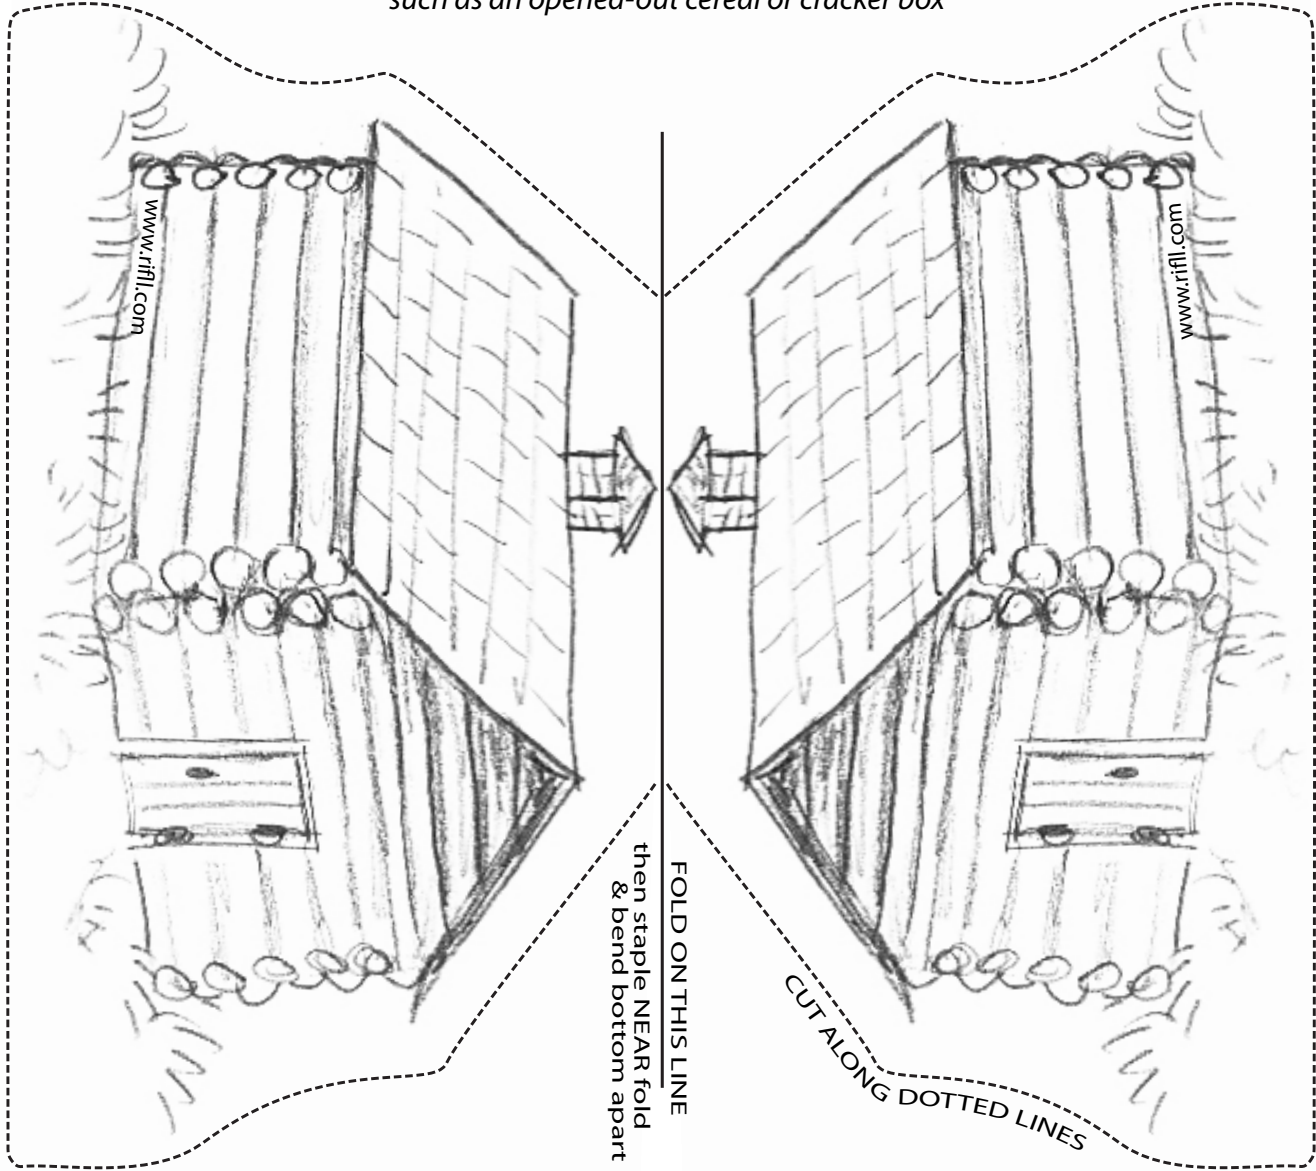 such as an opened-out cereal or cracker box
www.rifll.com
www.rifll.com
FOLD ON THIS LINE
then staple NEAR fold
& bend bottom apart
CUT ALONG DOTTED LINES